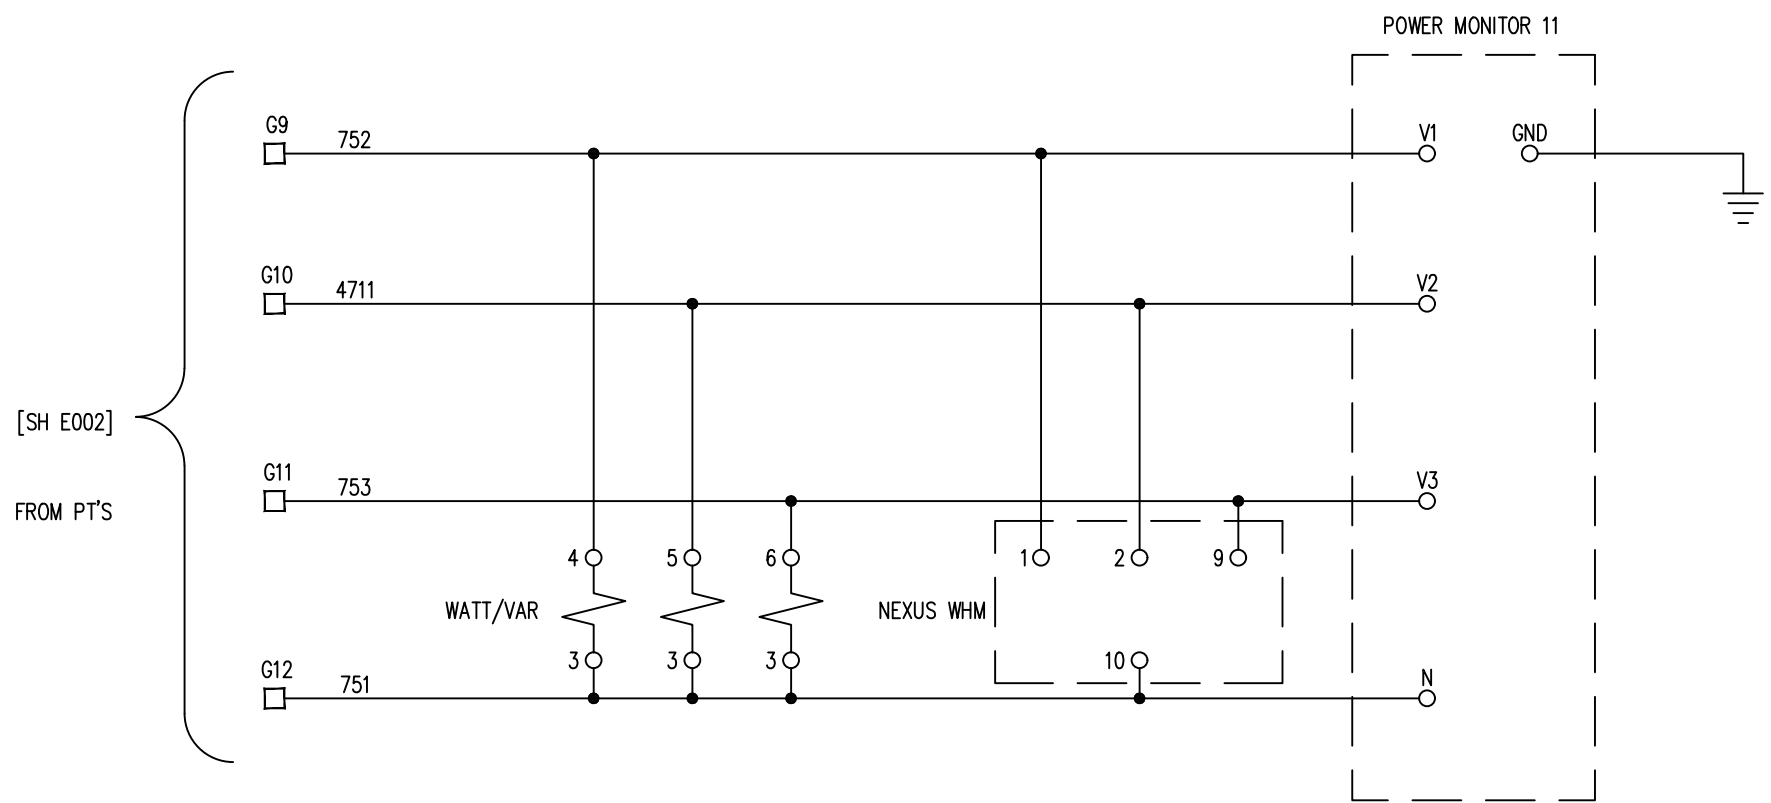 POWER MONITOR 11
G9
752
V1
GND
G10
4711
V2
[SH E002]
FROM PT'S
G11
753
V3
4
5
6
1
2
9
WATT/VAR
NEXUS WHM
3
3
3
10
G12
751
N